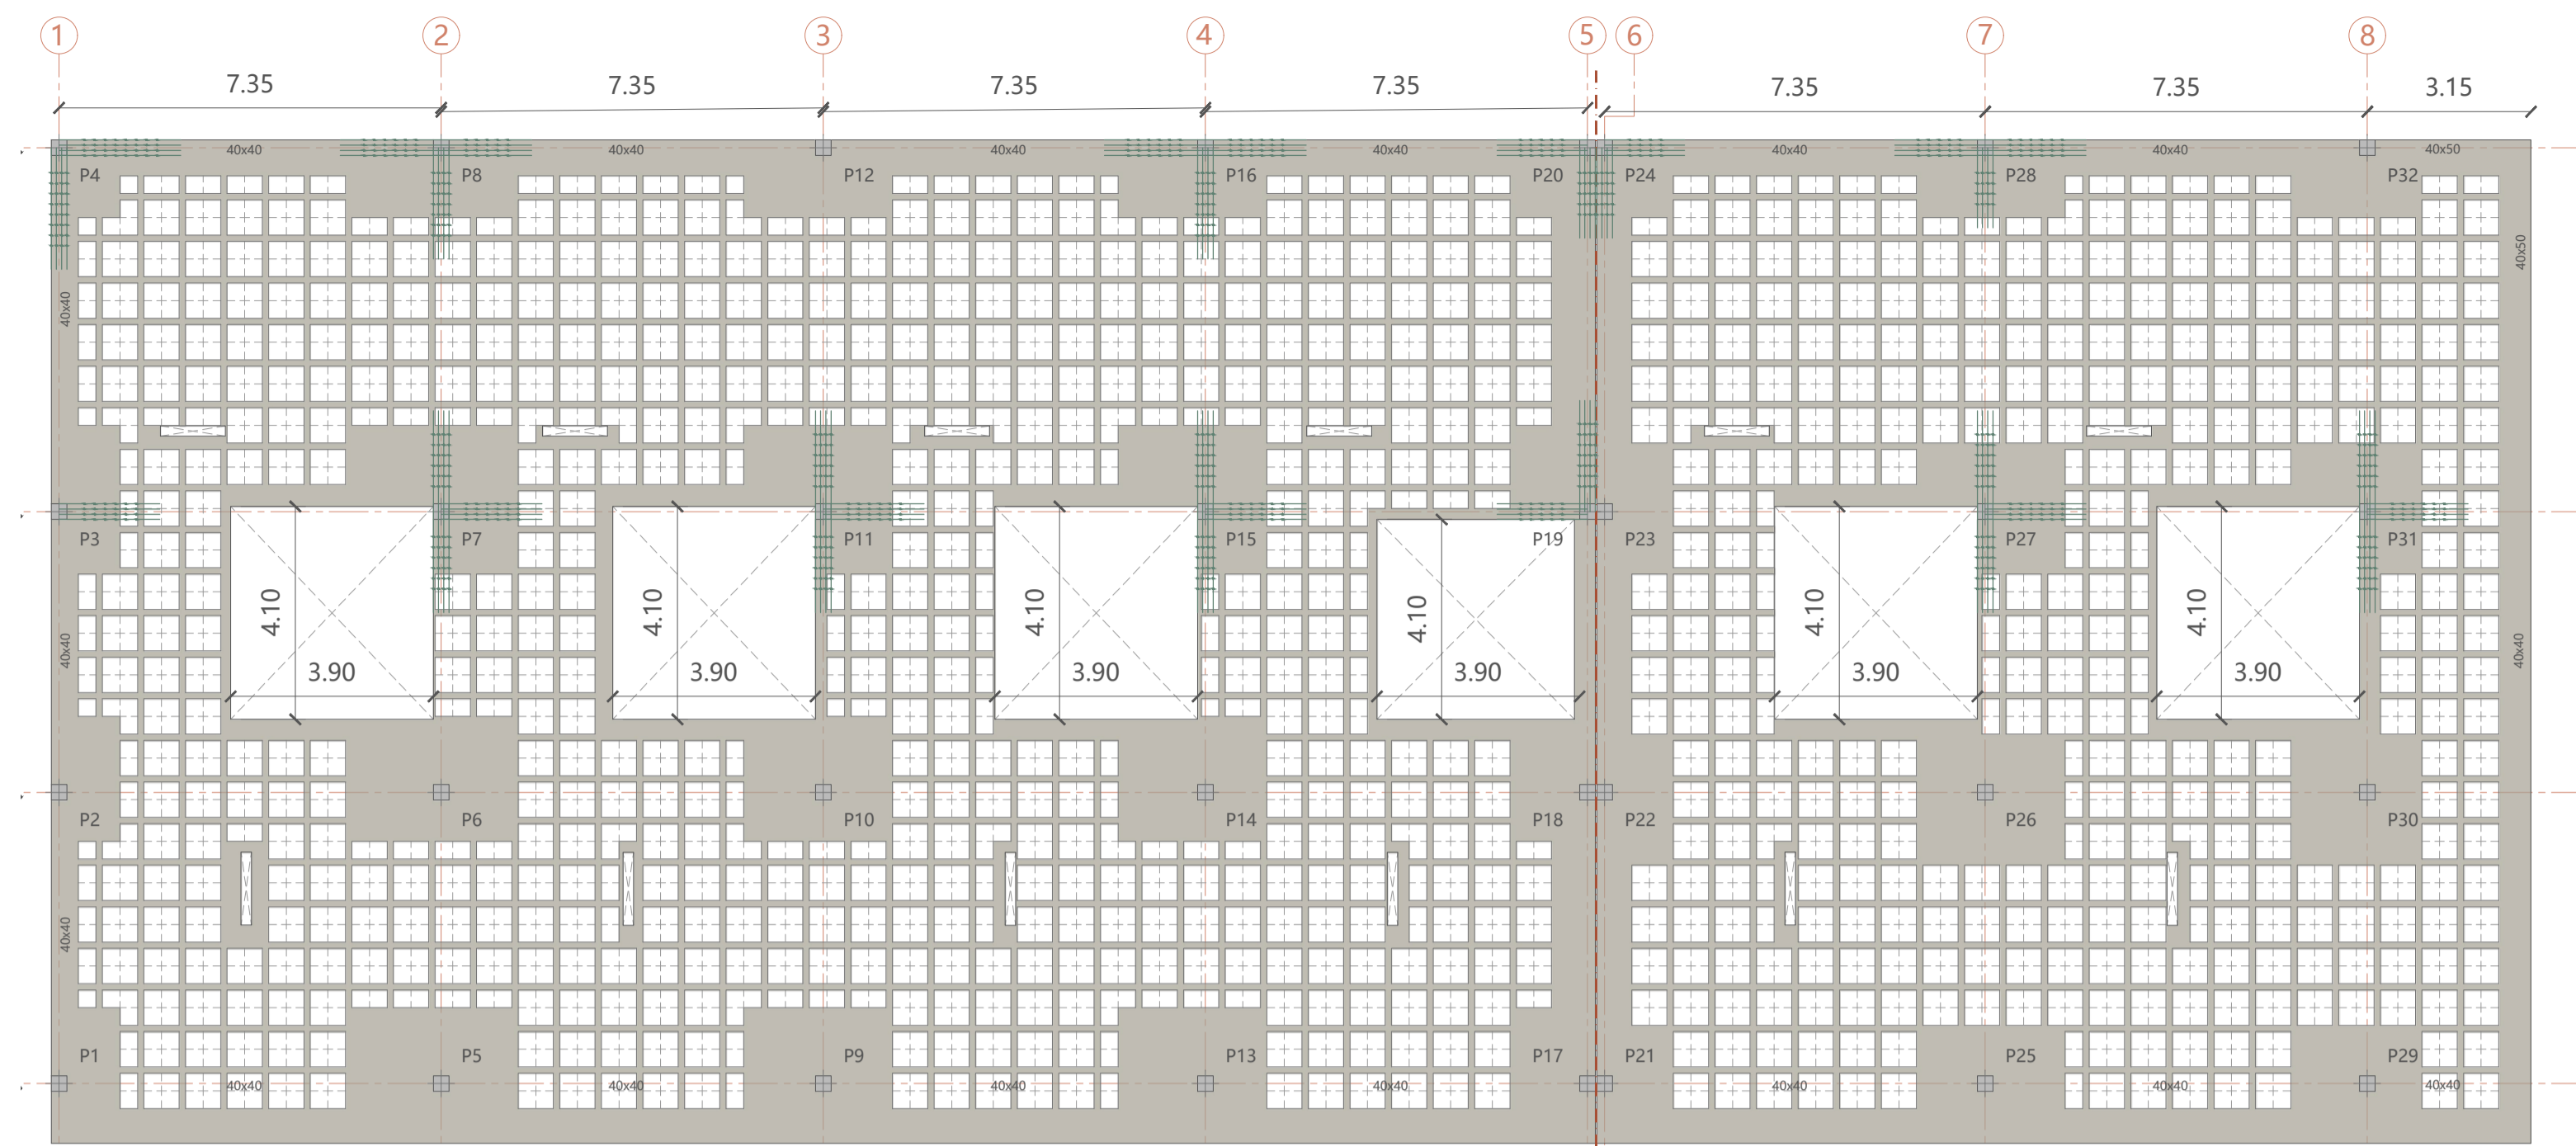 1 2 3 4 5 6 7 8
7.35 7.35 7.35 7.35 7.35 7.35 3.15
40x40 40x40 40x40 40x40 40x40 40x40 40x50
P4 P8 P12 P16 P20 P24 P28 P32
40x50
40x40
P3 P7 P11 P15 P19 P23 P27 P31
4.10 4.10 4.10 4.10 4.10 4.10
40x40 40x40
3.90 3.90 3.90 3.90 3.90 3.90
P2 P6 P10 P14 P18 P22 P26 P30
40x40
P1 P5 P9 P13 P17 P21 P25 P29
40x40 40x40 40x40 40x40 40x40 40x40 40x40